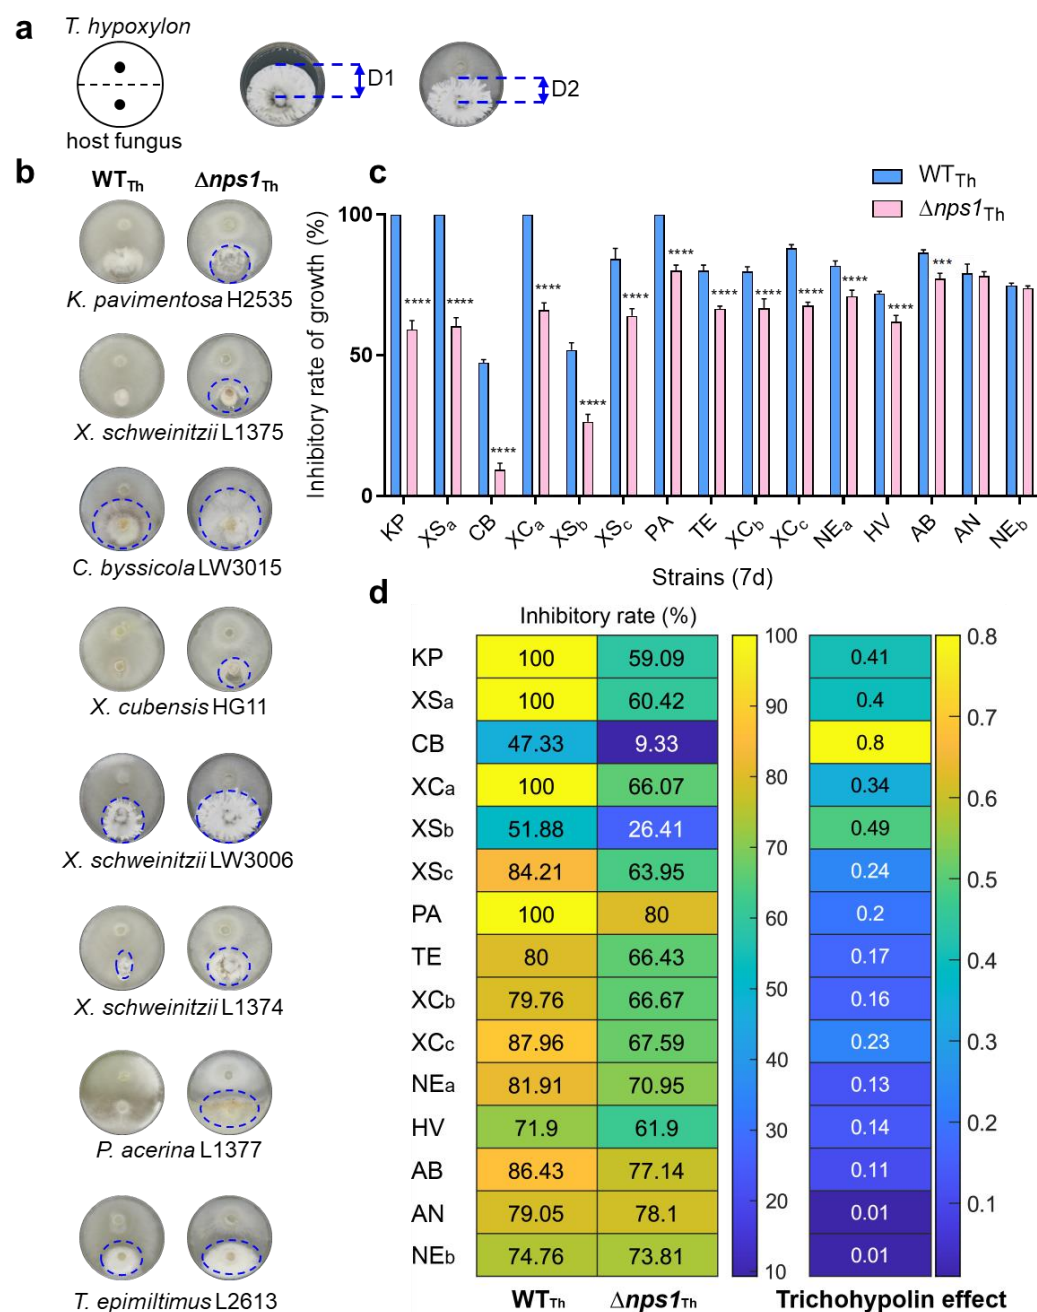 a
T. hypoxylon
host fungus
D1
D2
b
WTTh
Δnps1Th
K. pavimentosa H2535
X. schweinitzii L1375
C. byssicola LW3015
X. cubensis HG11
X. schweinitzii LW3006
X. schweinitzii L1374
P. acerina L1377
T. epimiltimus L2613
c
WTTh
Δnps1Th
Inhibitory rate of growth (%)
100
50
0
**** **** **** **** **** **** **** **** **** **** **** **** ***
KP XSa CB XCa XSb XSc PA TE XCb XCc NEa HV AB AN NEb
Strains (7d)
d
Inhibitory rate (%)
KP 100 59.09 0.41
XSa 100 60.42 0.4
CB 47.33 9.33 0.8
XCa 100 66.07 0.34
XSb 51.88 26.41 0.49
XSc 84.21 63.95 0.24
PA 100 80 0.2
TE 80 66.43 0.17
XCb 79.76 66.67 0.16
XCc 87.96 67.59 0.23
NEa 81.91 70.95 0.13
HV 71.9 61.9 0.14
AB 86.43 77.14 0.11
AN 79.05 78.1 0.01
NEb 74.76 73.81 0.01
100
90
80
70
60
50
40
30
20
10
0.8
0.7
0.6
0.5
0.4
0.3
0.2
0.1
WTTh Δnps1Th Trichohypolin effect